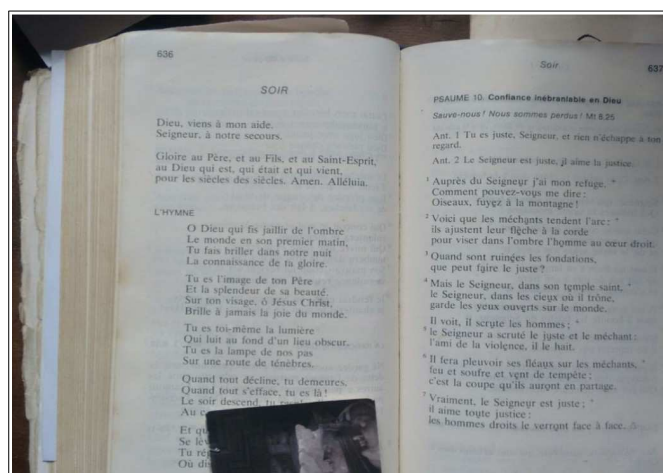 636
SOIR
Dieu, viens à mon aide.
Seigneur, à notre secours.
Gloire au Père, et au Fils, et au Saint-Esprit,
au Dieu qui est, qui était et qui vient,
pour les siècles des siècles. Amen. Alléluia.
L'HYMNE
O Dieu qui fis jaillir de l'ombre
Le monde en son premier matin,
Tu fais briller dans notre nuit
La connaissance de ta gloire.
Tu es l'image de ton Père
Et la splendeur de sa beauté.
Sur ton visage, ô Jésus Christ,
Brille à jamais la joie du monde.
Tu es toi-même la lumière
Qui luit au fond d'un lieu obscur.
Tu es la lampe de nos pas
Sur une route de ténèbres.
Quand tout décline, tu demeures,
Quand tout s'efface, tu es là !
Le soir descend, tu
Au
Et
Se
Tu
Où
Soir
637
PSAUME 10. Confiance inébranlable en Dieu
Sauve-nous ! Nous sommes perdus ! Mt 8,25
Ant. 1 Tu es juste, Seigneur, et rien n'échappe à ton
regard.
Ant. 2 Le Seigneur est juste, il aime la justice.
1 Auprès du Seigneur j'ai mon refuge. *
Comment pouvez-vous me dire :
Oiseaux, fuyez à la montagne !
2 Voici que les méchants tendent l'arc : *
ils ajustent leur flèche à la corde
pour viser dans l'ombre l'homme au cœur droit.
3 Quand sont ruinées les fondations,
que peut faire le juste ?
4 Mais le Seigneur, dans son temple saint, *
le Seigneur, dans les cieux où il trône,
garde les yeux ouverts sur le monde.
Il voit, il scrute les hommes ; *
5 le Seigneur a scruté le juste et le méchant :
l'ami de la violence, il le hait.
6 Il fera pleuvoir ses fléaux sur les méchants, *
feu et soufre et vent de tempête ;
c'est la coupe qu'ils auront en partage.
7 Vraiment, le Seigneur est juste ; *
il aime toute justice :
les hommes droits le verront face à face.